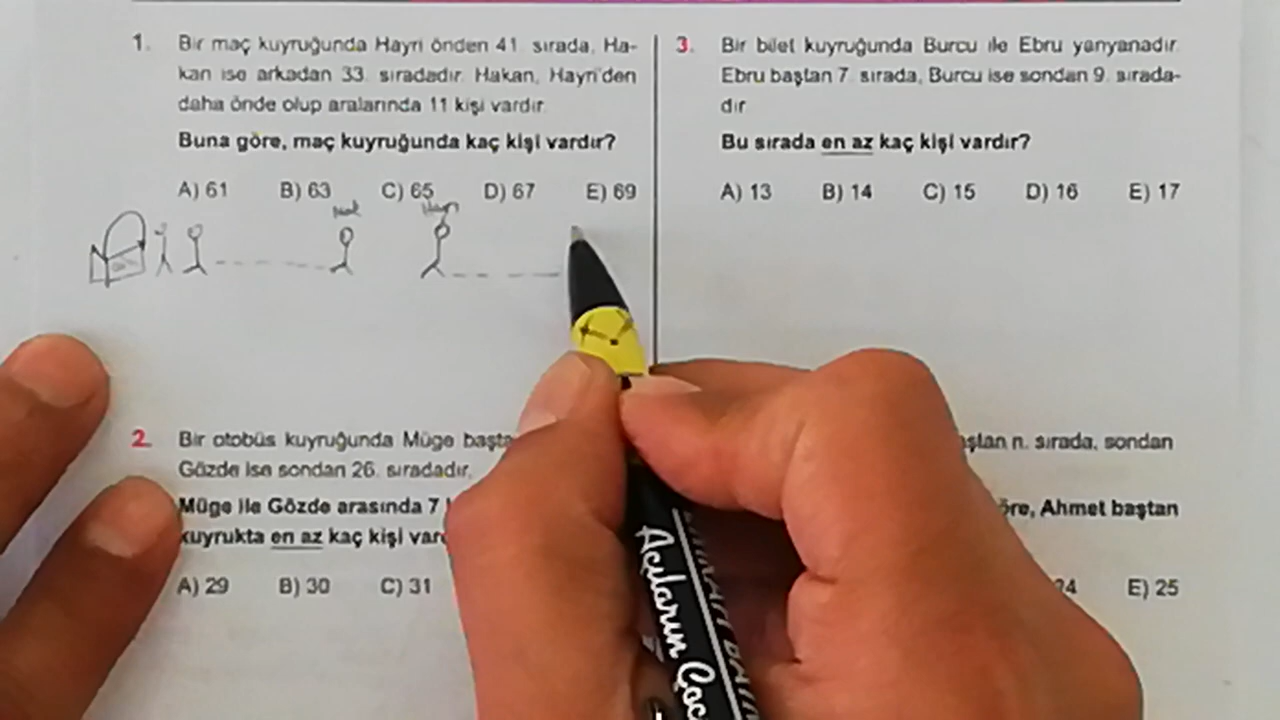 1. Bir maç kuyruğunda Hayri önden 41. sırada, Ha-
kan ise arkadan 33. sıradadır. Hakan, Hayri'den
daha önde olup aralarında 11 kişi vardır.
Buna göre, maç kuyruğunda kaç kişi vardır?
A) 61 B) 63 C) 65 D) 67 E) 69
Hayri
2. Bir otobüs kuyruğunda Müge başta
Gözde ise sondan 26. sıradadır.
Müge ile Gözde arasında 7
kuyrukta en az kaç kişi var
A) 29 B) 30 C) 31
3. Bir bilet kuyruğunda Burcu ile Ebru yanyanadır.
Ebru baştan 7. sırada, Burcu ise sondan 9. sırada-
dır.
Bu sırada en az kaç kişi vardır?
A) 13 B) 14 C) 15 D) 16 E) 17
n. sırada, sondan
Ahmet baştan
24 E) 25
Açıların Çoc